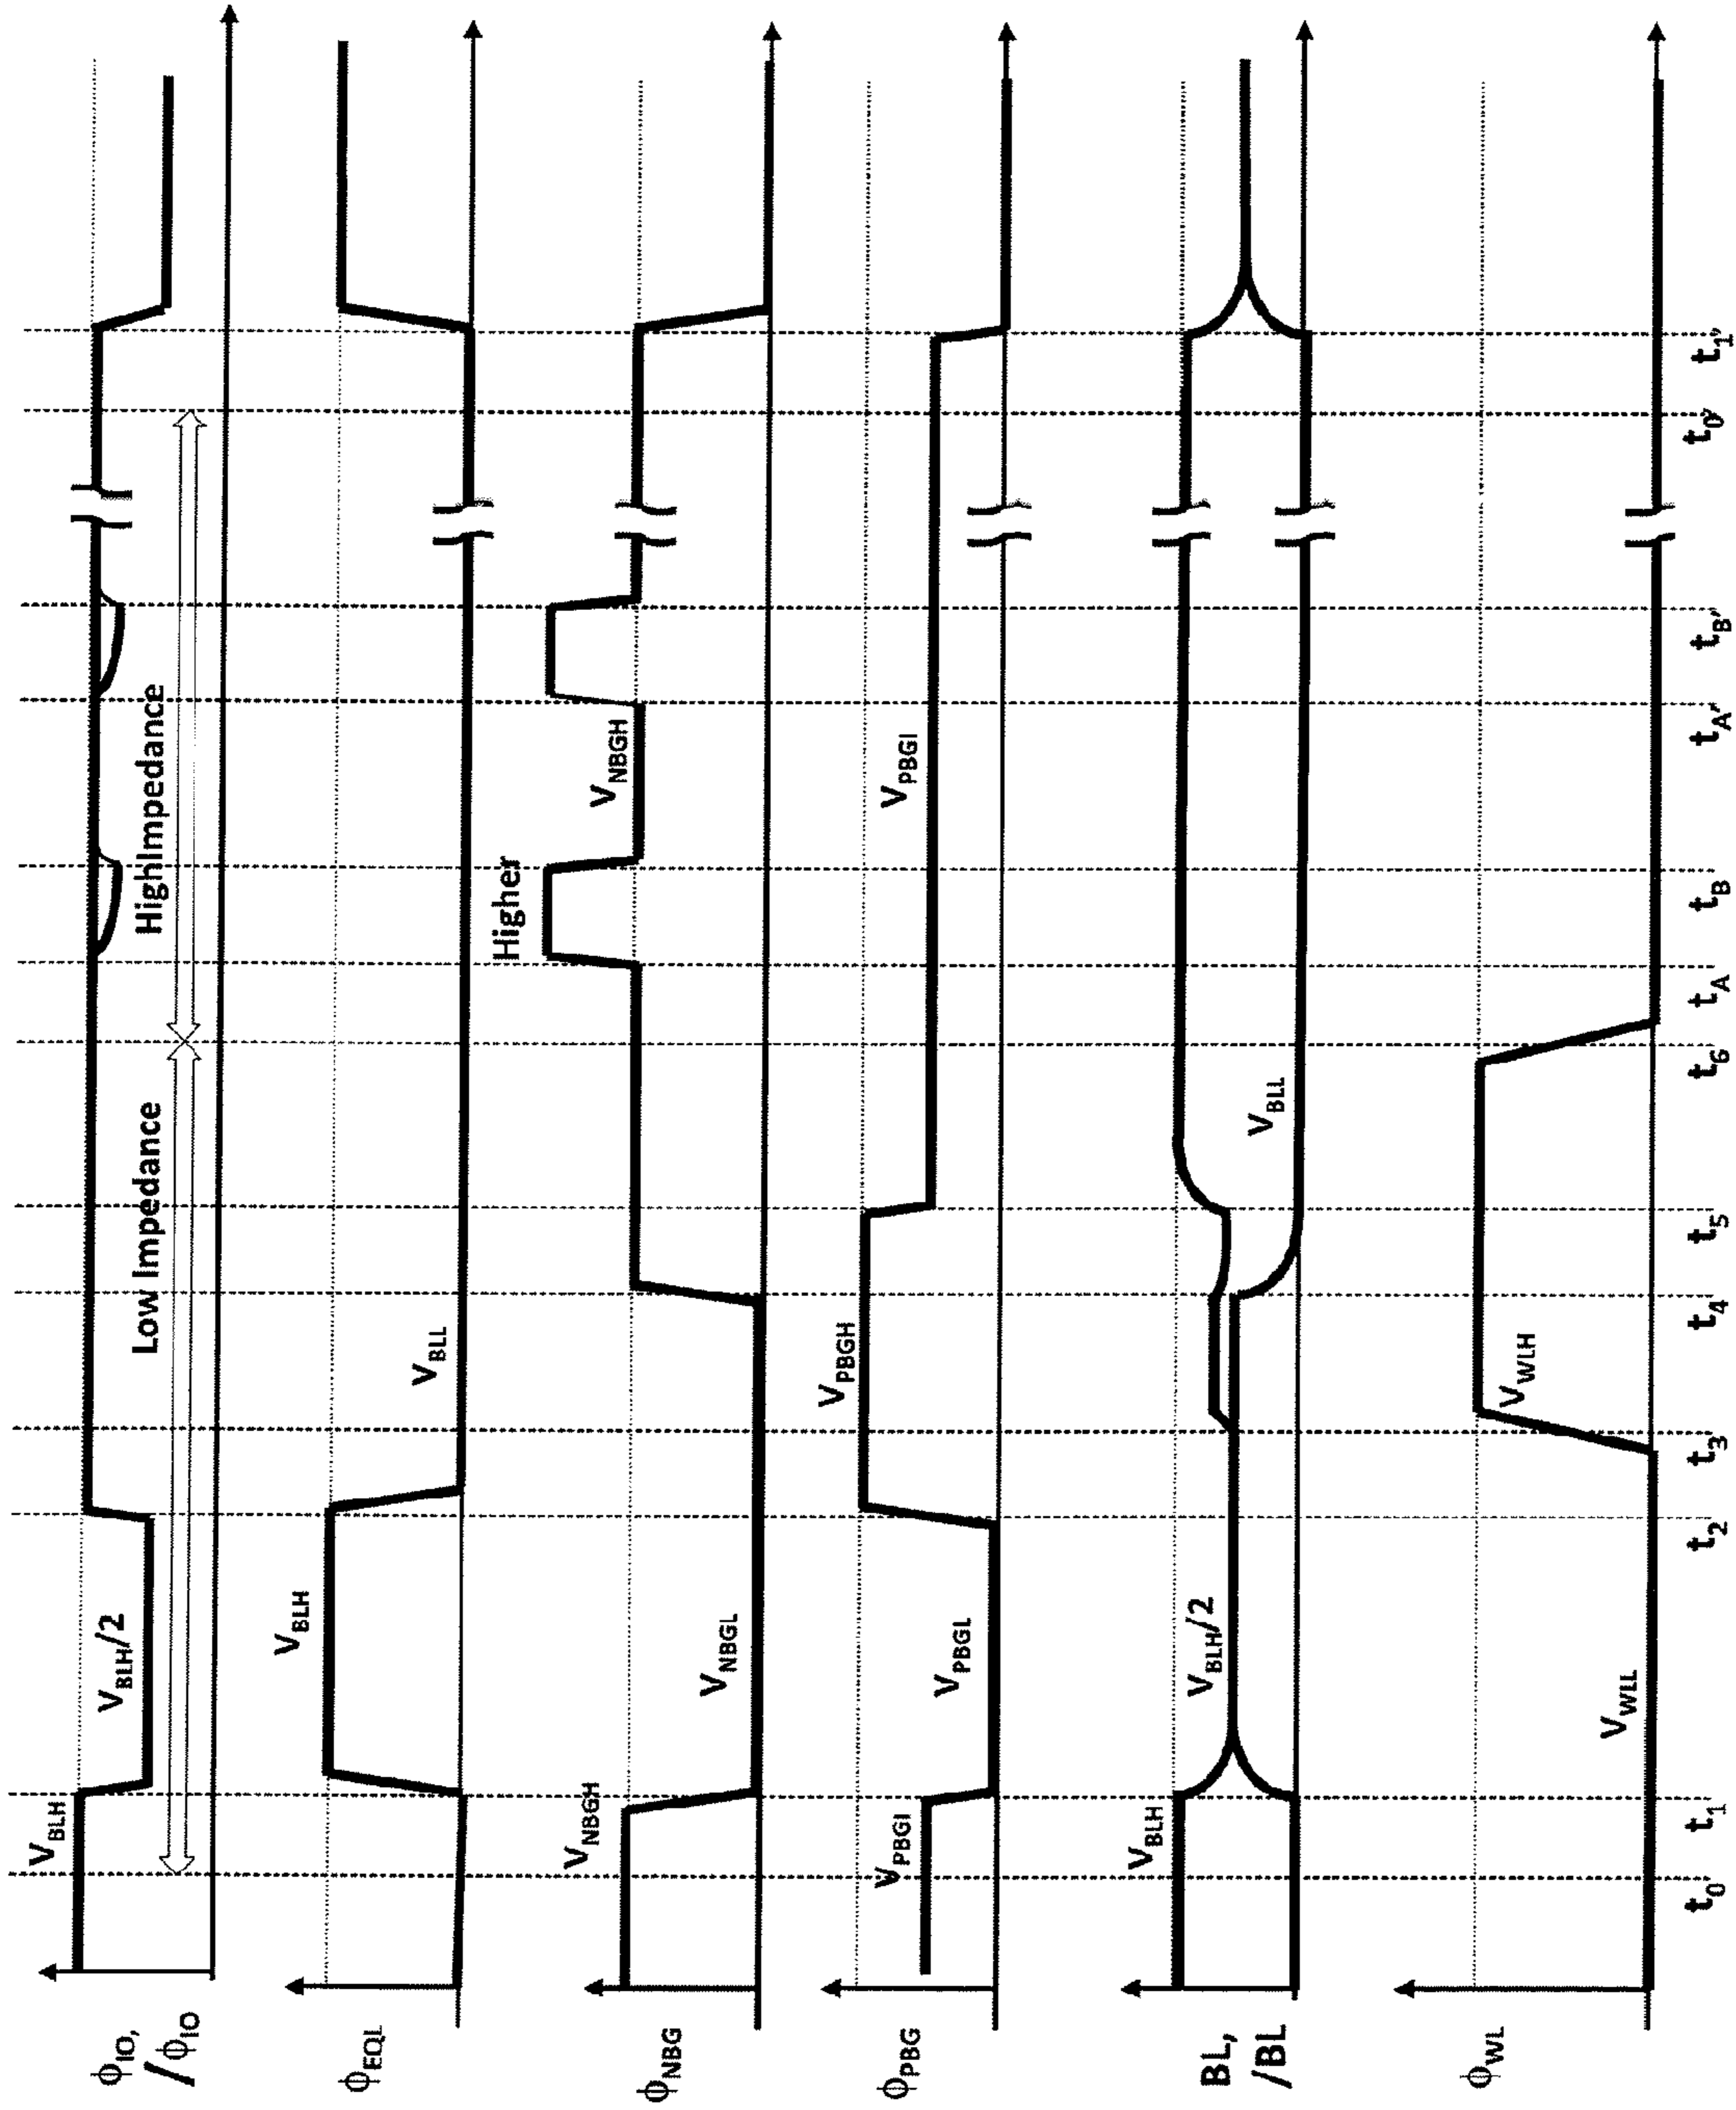 ϕIO,
/ϕIO
VBLH
VBLH/2
Low Impedance
HighImpedance
ϕEQL
VBLH
VBLL
ϕNBG
VNBGH
VNBGL
Higher
VNBGH
ϕPBG
VPBGI
VPBGL
VPBGH
VPBGI
BL,
/BL
VBLH
VBLH/2
VBLL
ϕWL
VWLL
VWLH
t0 t1 t2 t3 t4 t5 t6 tA tB tA' tB' t0' t1'